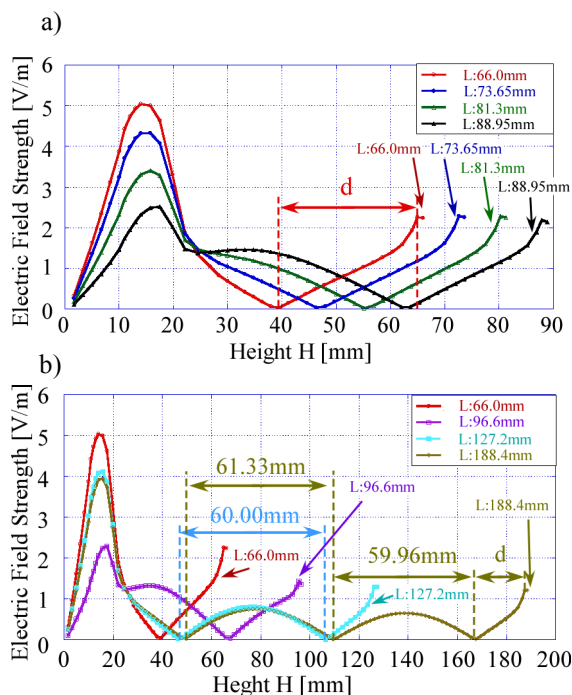 a)
Electric Field Strength [V/m]
6
5
4
3
2
1
0
L:66.0mm
L:73.65mm
L:81.3mm
L:88.95mm
L:66.0mm
L:73.65mm
L:81.3mm
L:88.95mm
d
0 10 20 30 40 50 60 70 80 90
Height H [mm]
b)
Electric Field Strength [V/m]
6
5
4
3
2
1
0
L:66.0mm
L:96.6mm
L:127.2mm
L:188.4mm
61.33mm
L:96.6mm
60.00mm
L:188.4mm
59.96mm
d
L:66.0mm
L:127.2mm
0 20 40 60 80 100 120 140 160 180 200
Heght H [mm]